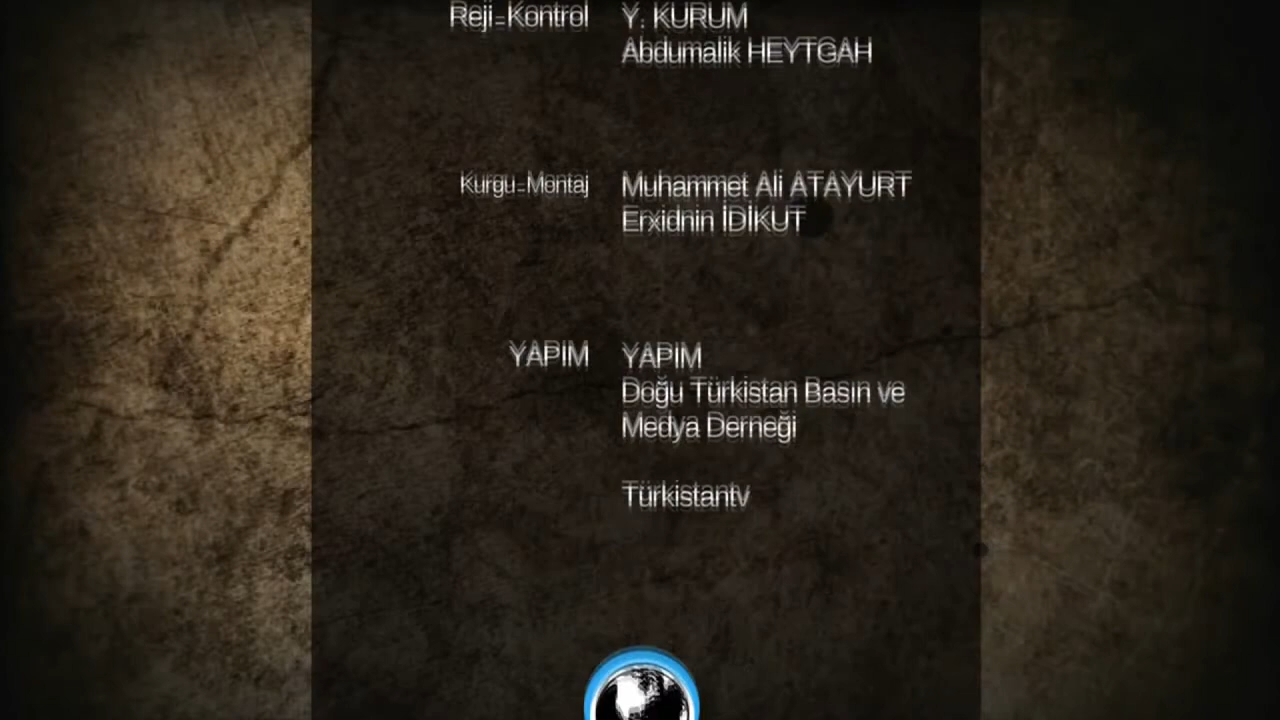 Reji-Kontrol Y. KURUM
Abdumalik HEYTGAH
Kurgu-Montaj Muhammet Ali ATAYURT
Erxidnin İDİKUT
YAPIM YAPIM
Doğu Türkistan Basın ve
Medya Derneği
Türkistantv